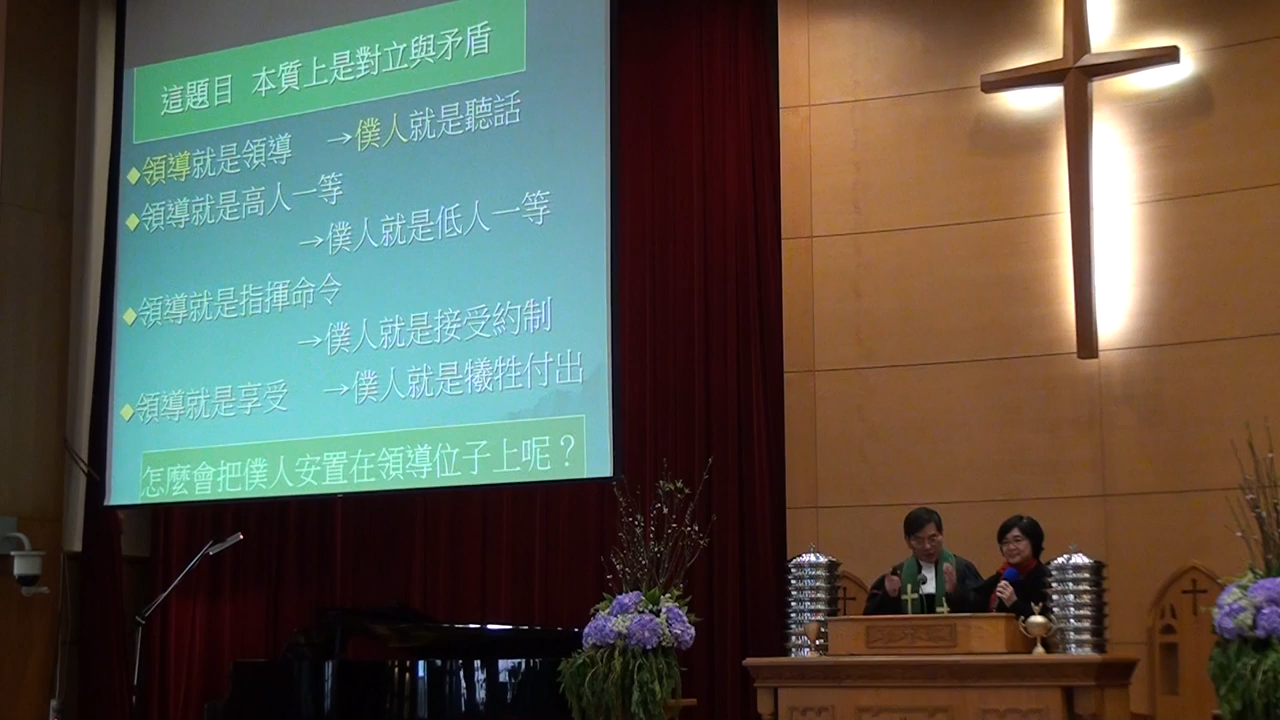 這題目 本質上是對立與矛盾
◆領導就是領導 →僕人就是聽話
◆領導就是高人一等
→僕人就是低人一等
◆領導就是指揮命令
→僕人就是接受約制
◆領導就是享受 →僕人就是犧牲付出
怎麼會把僕人安置在領導位子上呢？